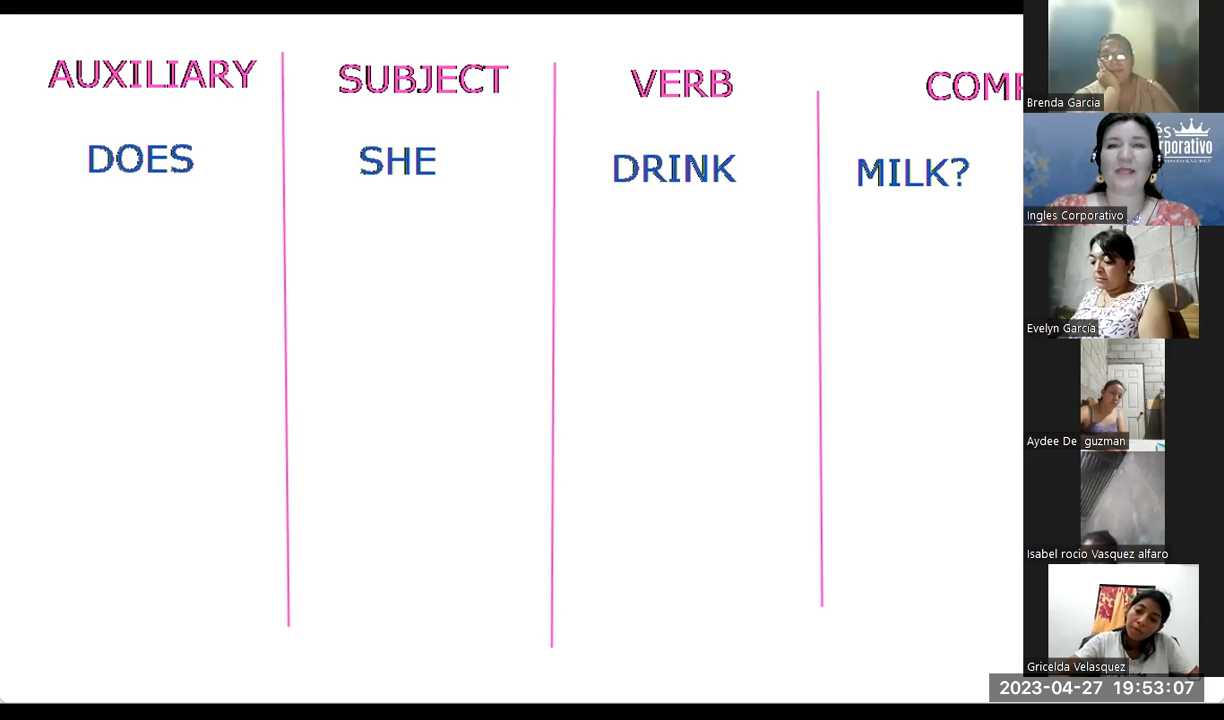 AUXILIARY SUBJECT VERB
DOES SHE DRINK MILK?
Brenda Garcia
Ingles Corporativo
Evelyn García
Aydee De guzman
Isabel rocio Vasquez alfaro
Gricelda Velasquez
2023-04-27 19:53:07